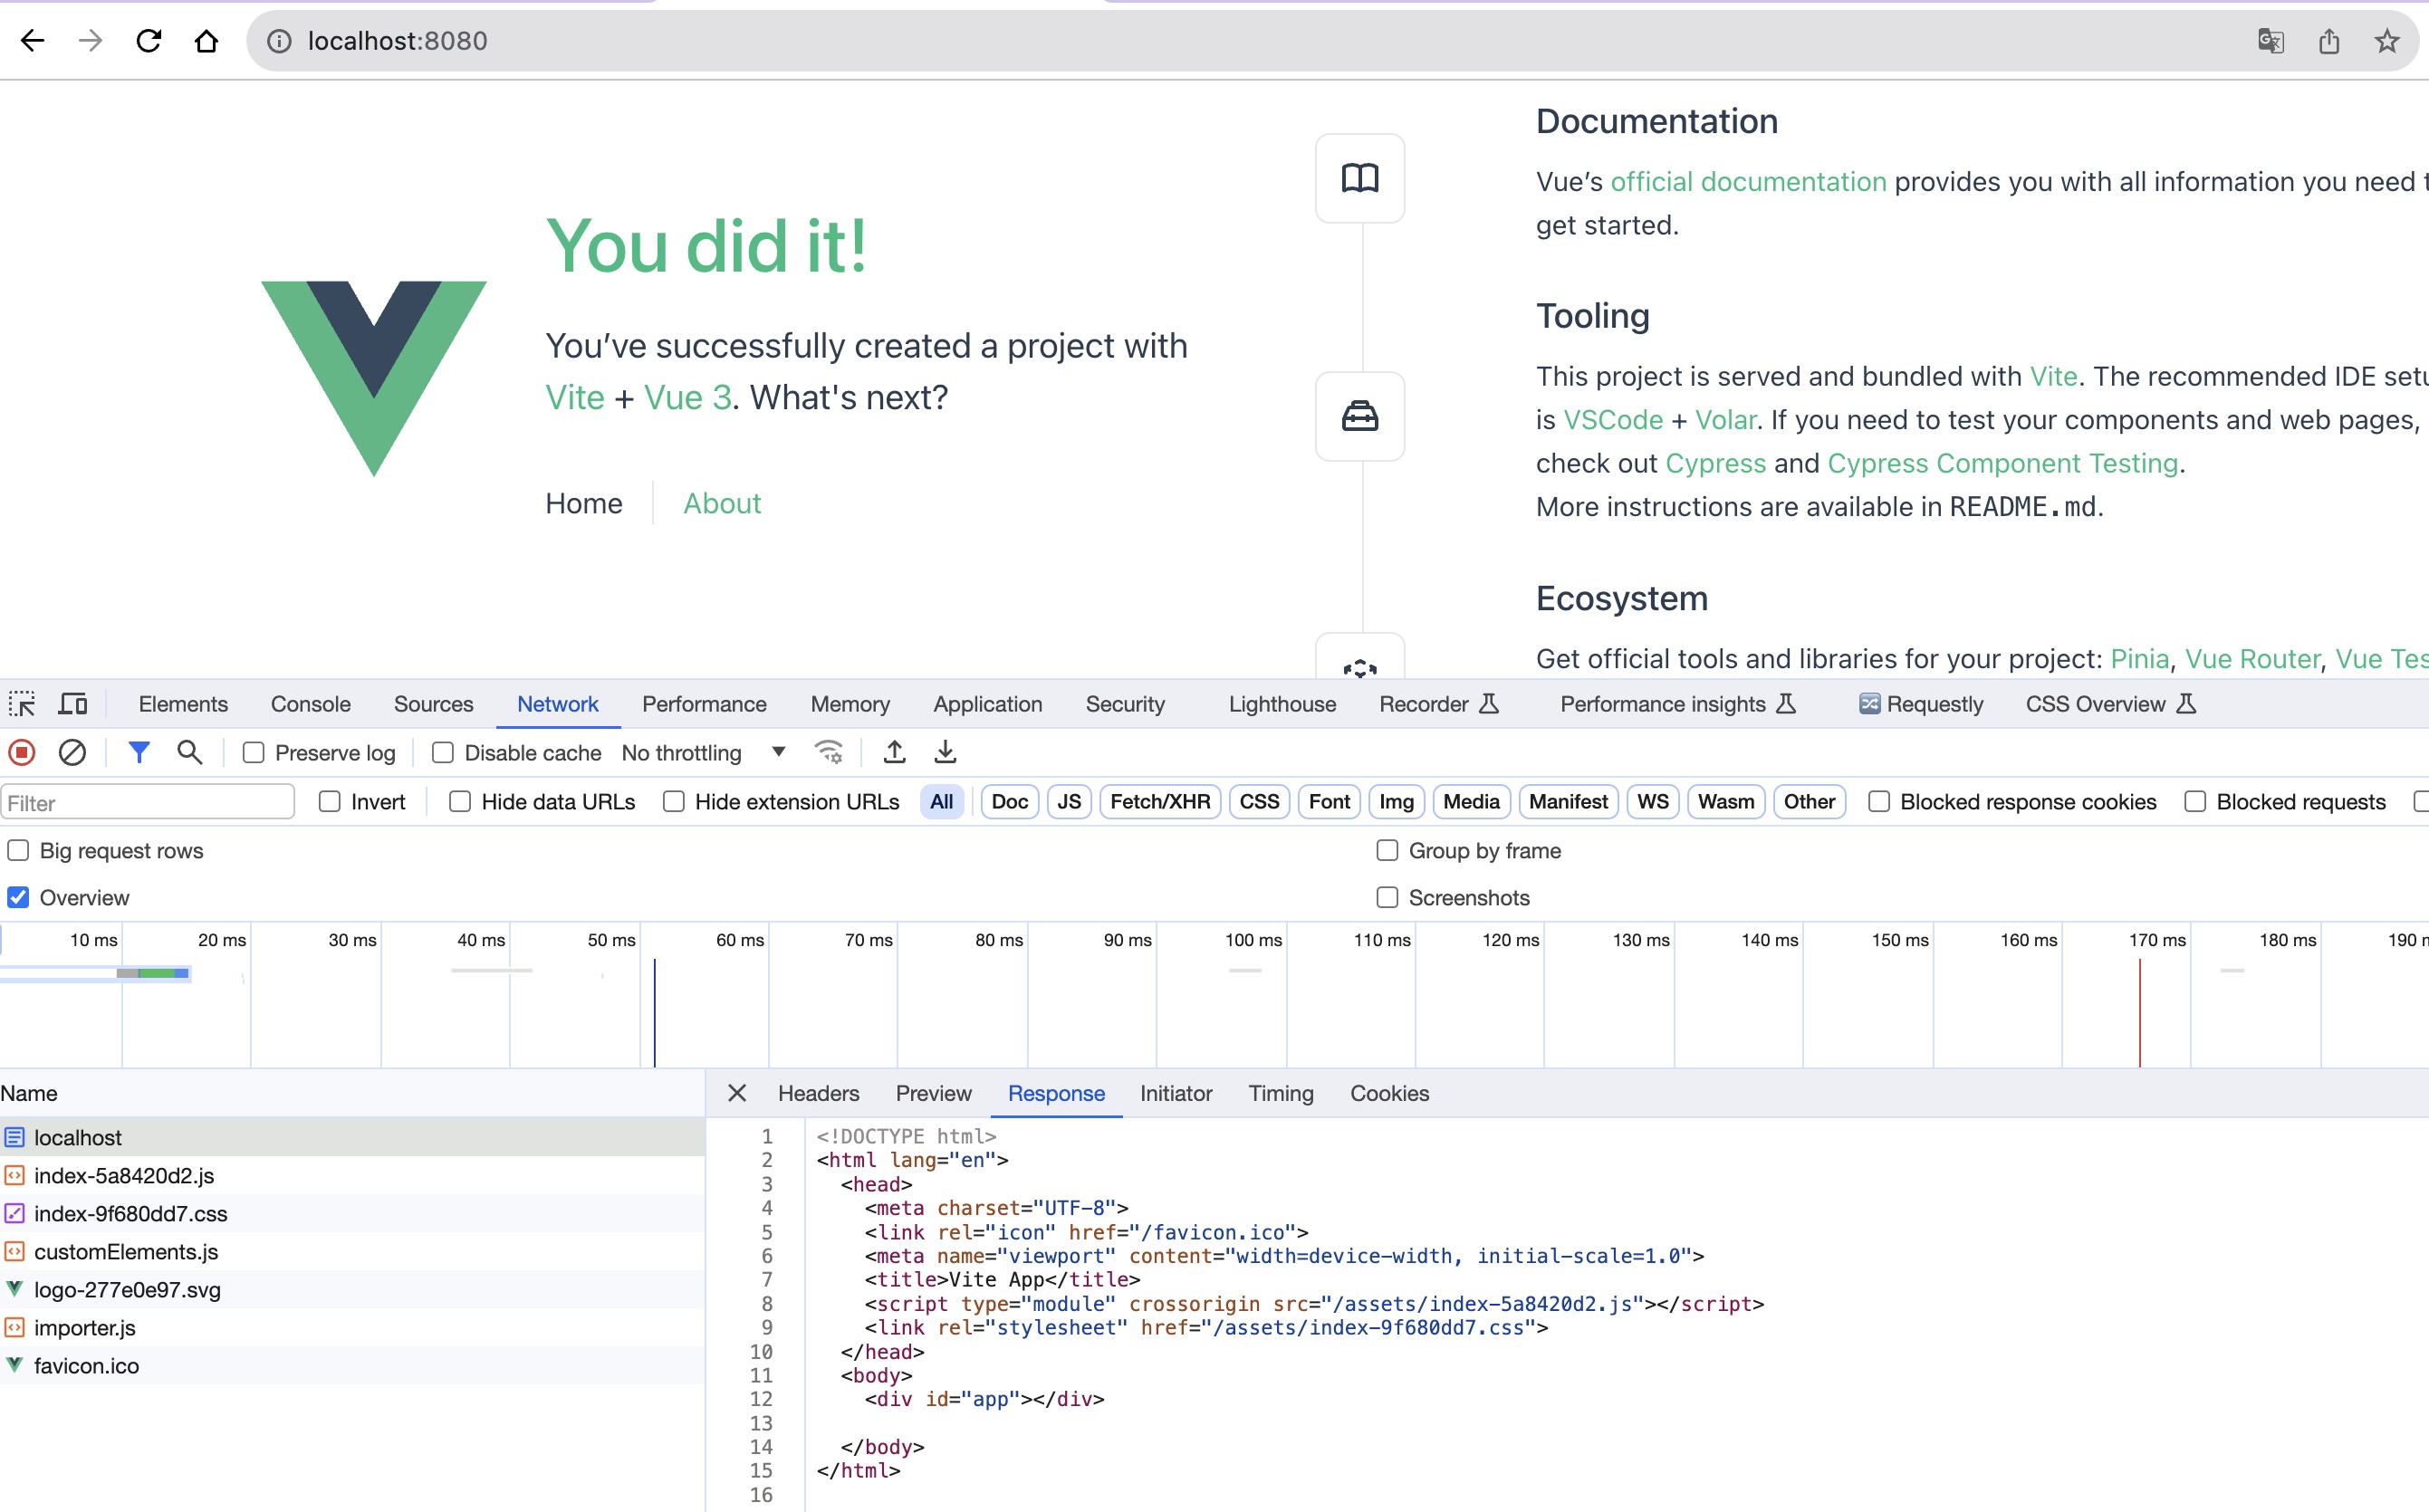 localhost:8080
You did it!
You’ve successfully created a project with
Vite + Vue 3. What's next?
Home
About
Documentation
Vue’s official documentation provides you with all information you need
get started.
Tooling
This project is served and bundled with Vite. The recommended IDE
is VSCode + Volar. If you need to test your components and web pages,
check out Cypress and Cypress Component Testing.
More instructions are available in README.md.
Ecosystem
Get official tools and libraries for your project: Pinia, Vue Router, Vue
Elements Console Sources Network Performance Memory Application Security Lighthouse Recorder Performance insights Requestly CSS Overview
Preserve log Disable cache No throttling
Filter Invert Hide data URLs Hide extension URLs All Doc JS Fetch/XHR CSS Font Img Media Manifest WS Wasm Other Blocked response cookies Blocked requests
Big request rows Group by frame
Overview Screenshots
10 ms 20 ms 30 ms 40 ms 50 ms 60 ms 70 ms 80 ms 90 ms 100 ms 110 ms 120 ms 130 ms 140 ms 150 ms 160 ms 170 ms 180 ms 190
Name
localhost
index-5a8420d2.js
index-9f680dd7.css
customElements.js
logo-277e0e97.svg
importer.js
favicon.ico
Headers Preview Response Initiator Timing Cookies
1 <!DOCTYPE html>
2 <html lang="en">
3 <head>
4 <meta charset="UTF-8">
5 <link rel="icon" href="/favicon.ico">
6 <meta name="viewport" content="width=device-width, initial-scale=1.0">
7 <title>Vite App</title>
8 <script type="module" crossorigin src="/assets/index-5a8420d2.js"></script>
9 <link rel="stylesheet" href="/assets/index-9f680dd7.css">
10 </head>
11 <body>
12 <div id="app"></div>
13
14 </body>
15 </html>
16